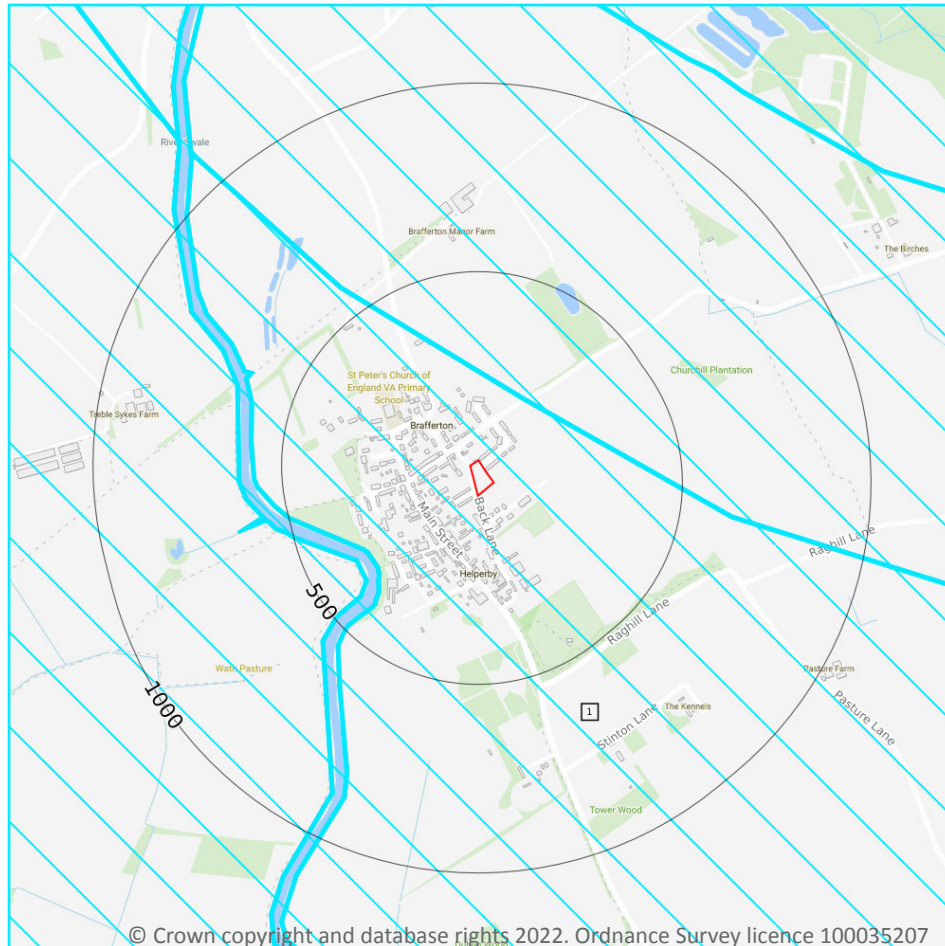 River Swale
Brafferton Manor Farm
The Birches
St Peter's Church of
England VA Primary
School
Churchill Plantation
Treble Sykes Farm
Brafferton
Back Lane
Main Street
Raghill Lane
Helperby
500
Raghill Lane
Wath Pasture
Pasture Farm
1000
1
The Kennels
Pasture Lane
Stinton Lane
Tower Wood
© Crown copyright and database rights 2022. Ordnance Survey licence 100035207